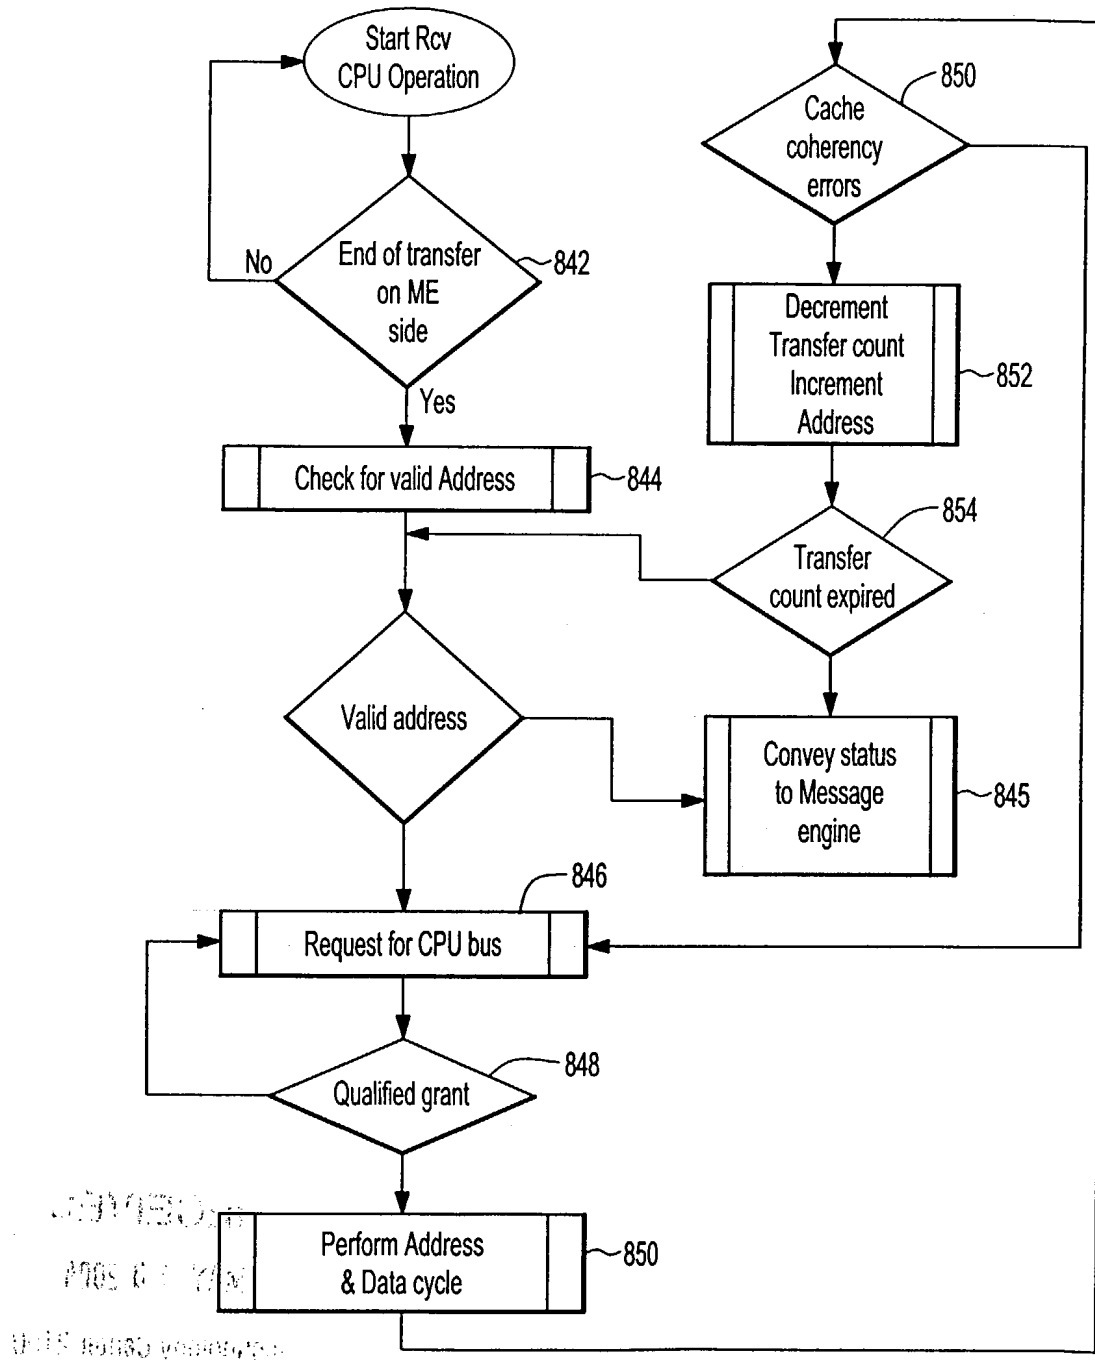 Start Rcv
CPU Operation
No
End of transfer
on ME
side
842
Yes
Check for valid Address
844
Valid address
846
Request for CPU bus
Qualified grant
848
Perform Address
& Data cycle
850
Cache
coherency
errors
850
Decrement
Transfer count
Increment
Address
852
Transfer
count expired
854
Convey status
to Message
engine
845